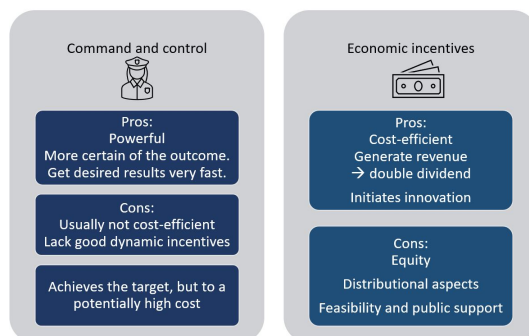 Command and control
Pros:
Powerful
More certain of the outcome.
Get desired results very fast.
Cons:
Usually not cost-efficient
Lack good dynamic incentives
Achieves the target, but to a
potentially high cost
Economic incentives
Pros:
Cost-efficient
Generate revenue
→ double dividend
Initiates innovation
Cons:
Equity
Distributional aspects
Feasibility and public support